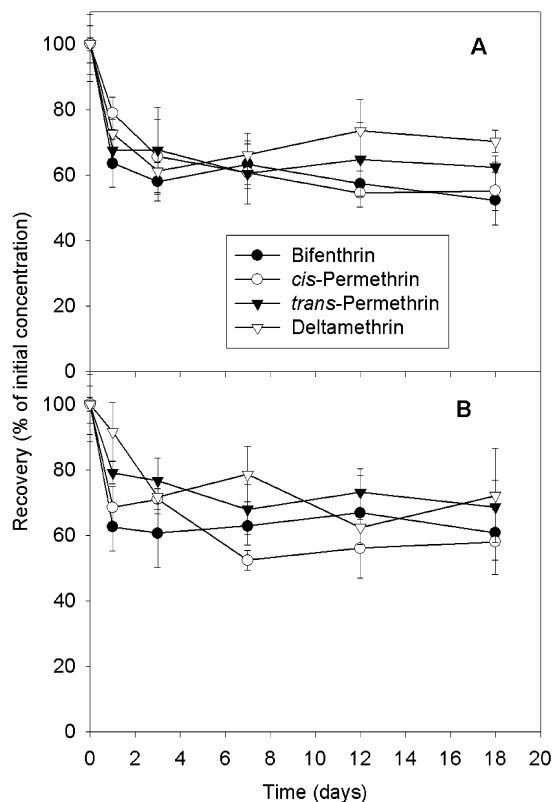 A
100
80
60
40
20
0
Bifenthrin
cis-Permethrin
trans-Permethrin
Deltamethrin
Recovery (% of initial concentration)
B
100
80
60
40
20
0
0 2 4 6 8 10 12 14 16 18 20
Time (days)